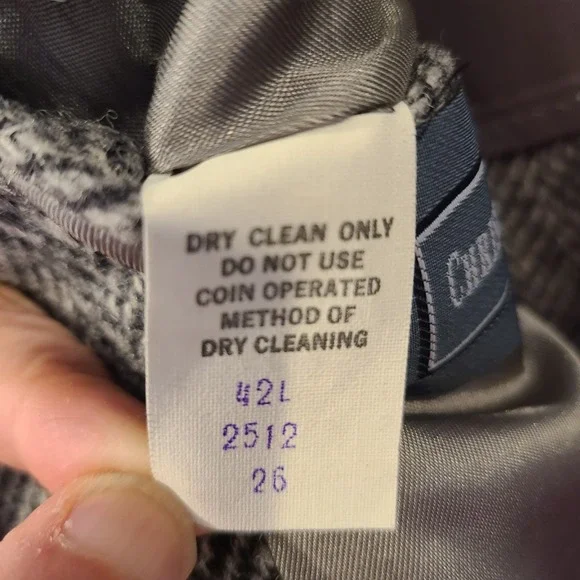 DRY CLEAN ONLY
DO NOT USE
COIN OPERATED
METHOD OF
DRY CLEANING
42L
2512
26